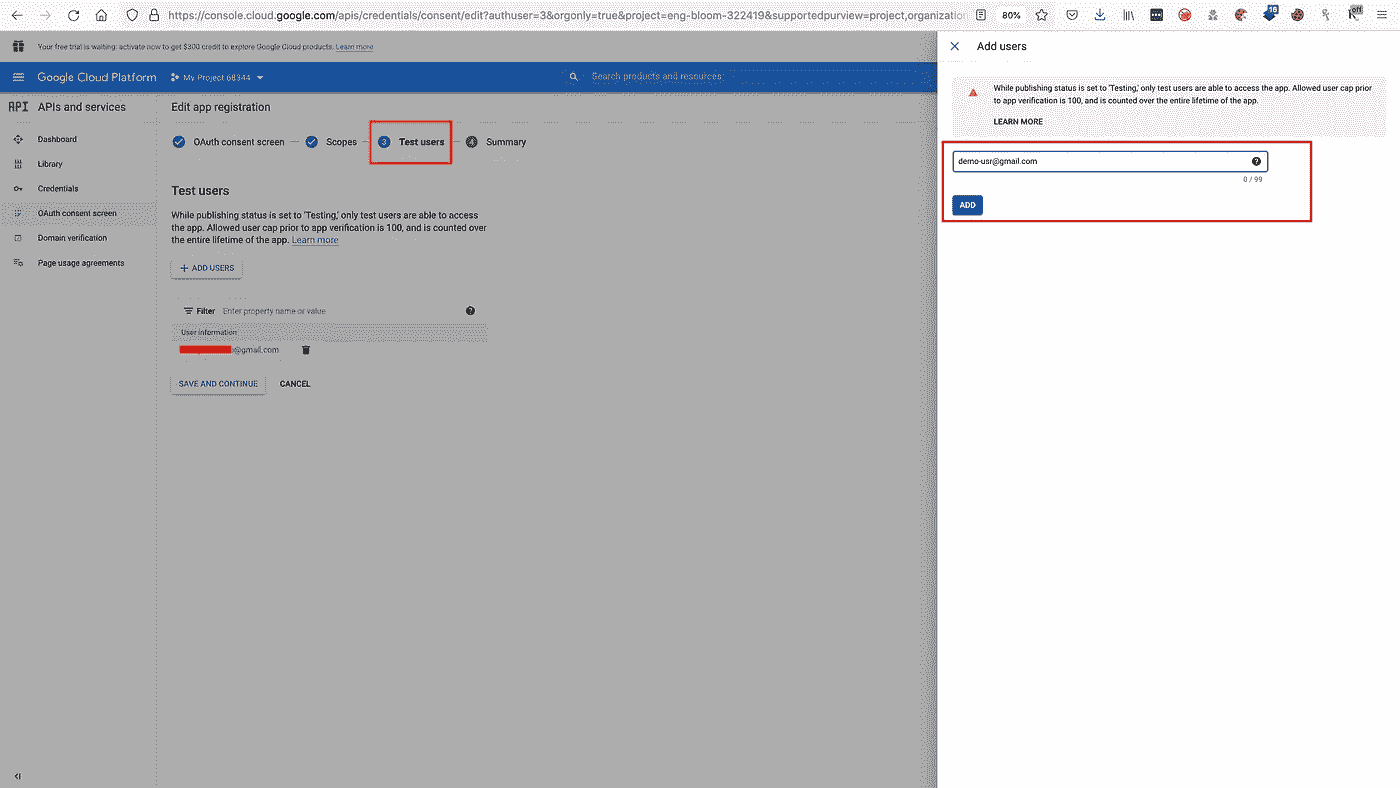 https://console.cloud.google.com/apis/credentials/consent/edit?authuser=3&orgonly=true&project=eng-bloom-322419&supportedpurview=project,organizatio
80%
16
off
Your free trial is waiting: activate now to get $300 credit to explore Google Cloud products. Learn more
Google Cloud Platform
My Project 68344
Search products and resources
API APIs and services
Dashboard
Library
Credentials
OAuth consent screen
Domain verification
Page usage agreements
Edit app registration
OAuth consent screen
Scopes
3 Test users
4 Summary
Test users
While publishing status is set to 'Testing,' only test users are able to access
the app. Allowed user cap prior to app verification is 100, and is counted over
the entire lifetime of the app. Learn more
+ ADD USERS
Filter Enter property name or value
User information
@gmail.com
SAVE AND CONTINUE CANCEL
Add users
While publishing status is set to 'Testing,' only test users are able to access the app. Allowed user cap prior
to app verification is 100, and is counted over the entire lifetime of the app.
LEARN MORE
demo-usr@gmail.com
0 / 99
ADD